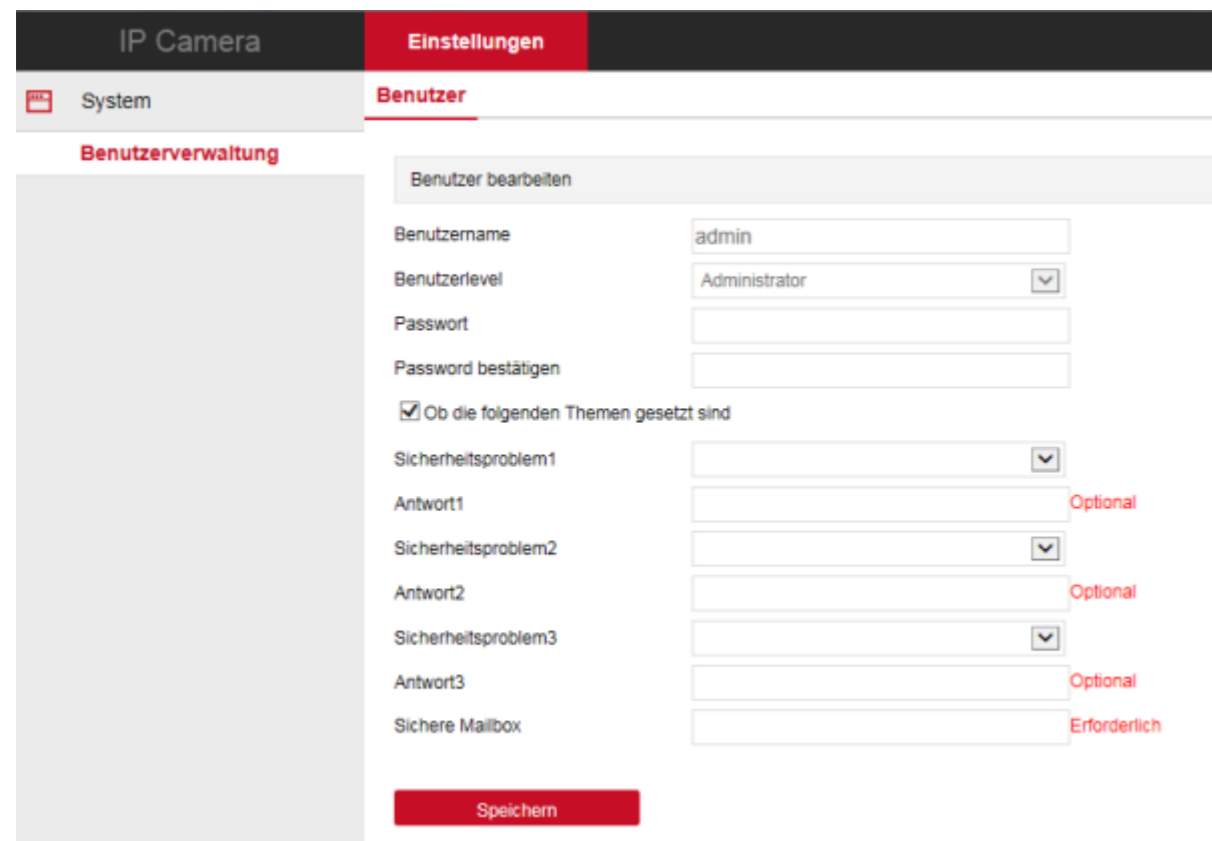 IP Camera Einstellungen
System Benutzer
Benutzerverwaltung
Benutzer bearbeiten
Benutzername admin
Benutzerlevel Administrator
Passwort
Password bestätigen
Ob die folgenden Themen gesetzt sind
Sicherheitsproblem1
Antwort1 Optional
Sicherheitsproblem2
Antwort2 Optional
Sicherheitsproblem3
Antwort3 Optional
Sichere Mailbox Erforderlich
Speichern